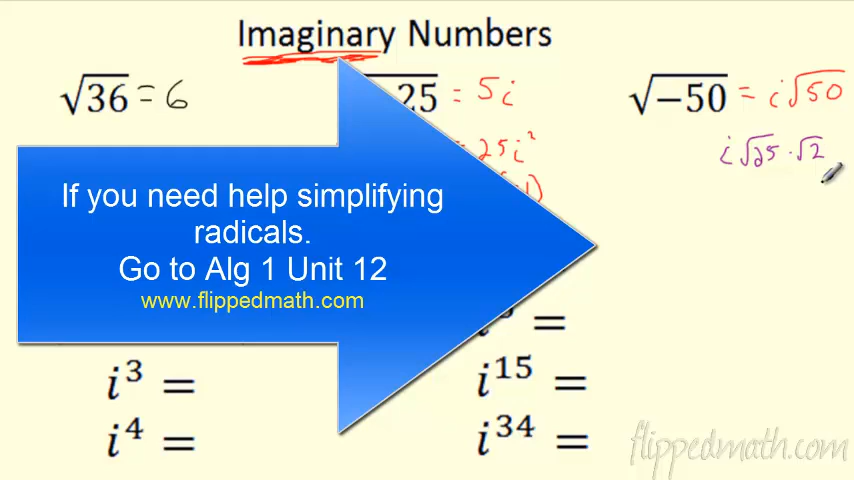 Imaginary Numbers
√36 = 6
25 = 5i
√−50 = i√50
= 25i²
i√25 · √2
If you need help simplifying
radicals.
Go to Alg 1 Unit 12
www.flippedmath.com
i³ =
i¹⁵ =
i⁴ =
i³⁴ =
flippedmath.com